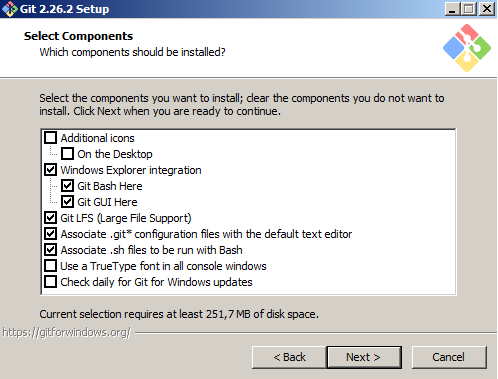 Git 2.26.2 Setup
Select Components
Which components should be installed?
Select the components you want to install; clear the components you do not want to
install. Click Next when you are ready to continue.
Additional icons
On the Desktop
Windows Explorer integration
Git Bash Here
Git GUI Here
Git LFS (Large File Support)
Associate .git* configuration files with the default text editor
Associate .sh files to be run with Bash
Use a TrueType font in all console windows
Check daily for Git for Windows updates
Current selection requires at least 251,7 MB of disk space.
https://gitforwindows.org/
< Back
Next >
Cancel